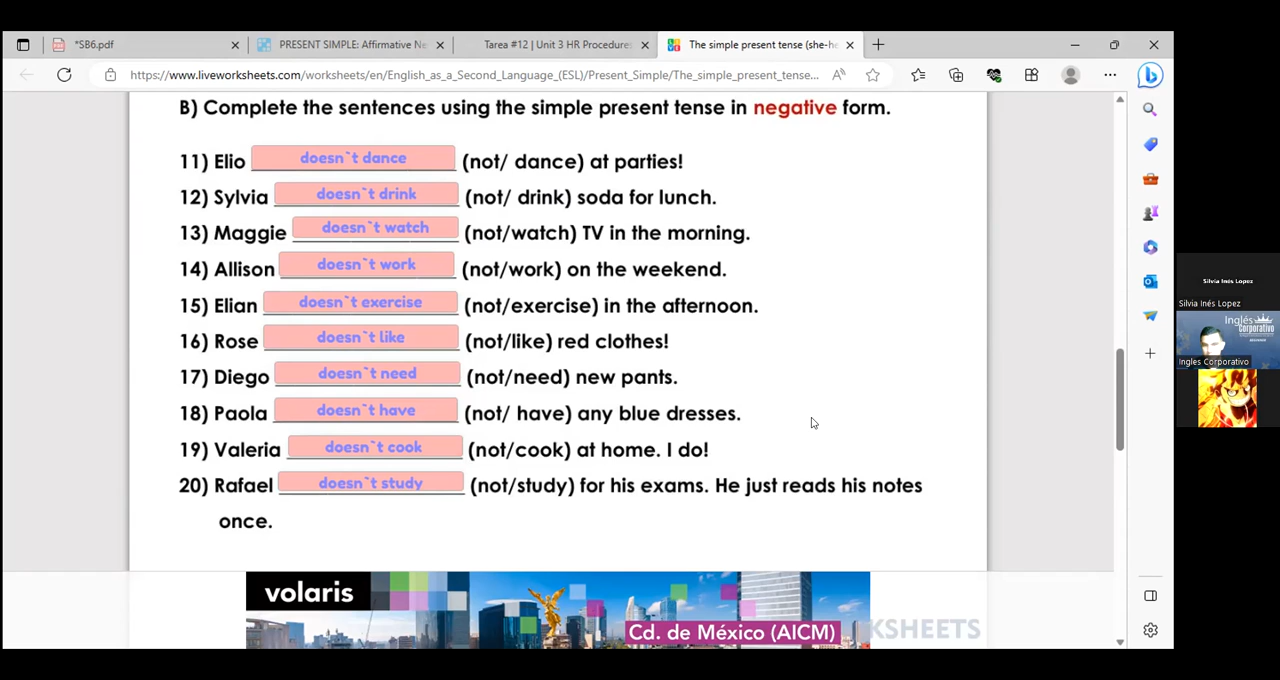 *SB6.pdf
PRESENT SIMPLE: Affirmative Ne
Tarea #12 | Unit 3 HR Procedures
The simple present tense (she-he
https://www.liveworksheets.com/worksheets/en/English_as_a_Second_Language_(ESL)/Present_Simple/The_simple_present_tense...
B) Complete the sentences using the simple present tense in negative form.
11) Elio doesn`t dance (not/ dance) at parties!
12) Sylvia doesn`t drink (not/ drink) soda for lunch.
13) Maggie doesn`t watch (not/watch) TV in the morning.
14) Allison doesn`t work (not/work) on the weekend.
15) Elian doesn`t exercise (not/exercise) in the afternoon.
16) Rose doesn`t like (not/like) red clothes!
17) Diego doesn`t need (not/need) new pants.
18) Paola doesn`t have (not/ have) any blue dresses.
19) Valeria doesn`t cook (not/cook) at home. I do!
20) Rafael doesn`t study (not/study) for his exams. He just reads his notes
once.
volaris
Cd. de México (AICM)
KSHEETS
Silvia Inés Lopez
Silvia Inés Lopez
Inglés
Corporativo
Ingles Corporativo